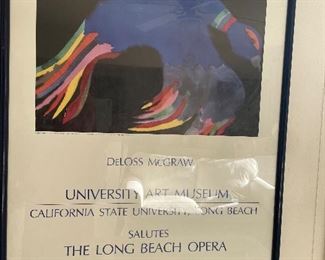 DeLOSS McGRAW
UNIVERSITY ART MUSEUM
CALIFORNIA STATE UNIVERSITY, LONG BEACH
SALUTES
THE LONG BEACH OPERA